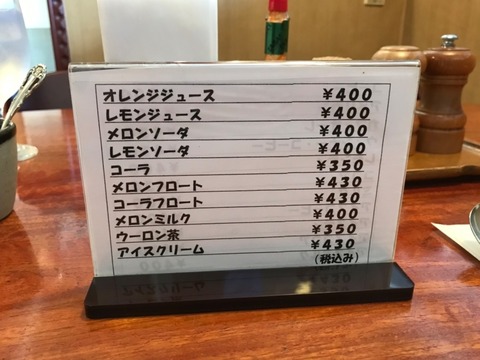 オレンジジュース ¥400
レモンジュース ¥400
メロンソーダ ¥400
レモンソーダ ¥400
コーラ ¥350
メロンフロート ¥430
コーラフロート ¥430
メロンミルク ¥400
ウーロン茶 ¥350
アイスクリーム ¥430
(税込み)